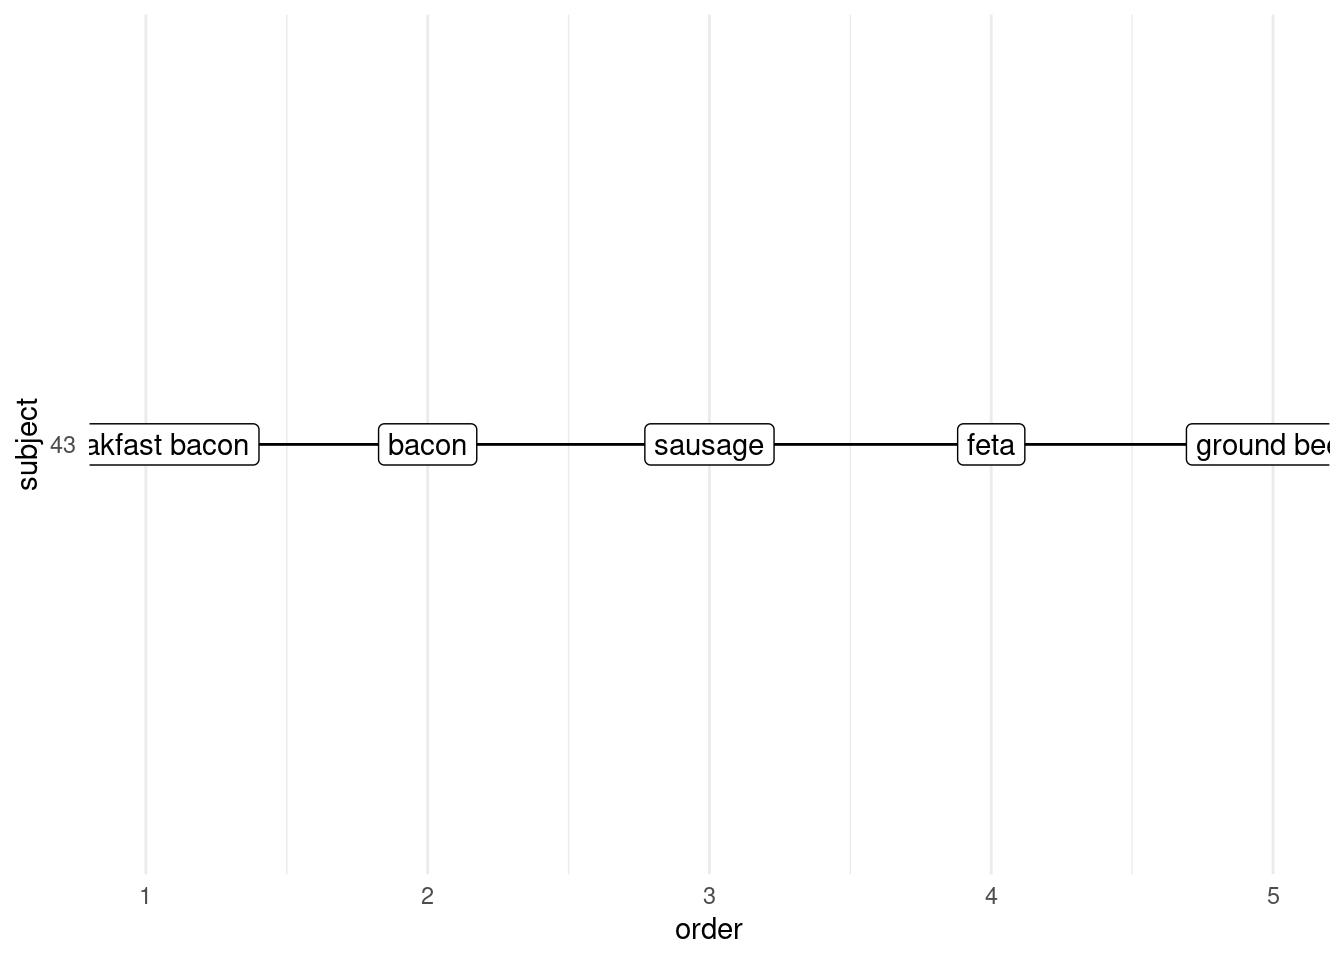 subject
43
akfast bacon
bacon
sausage
feta
ground bee
1 2 3 4 5
order